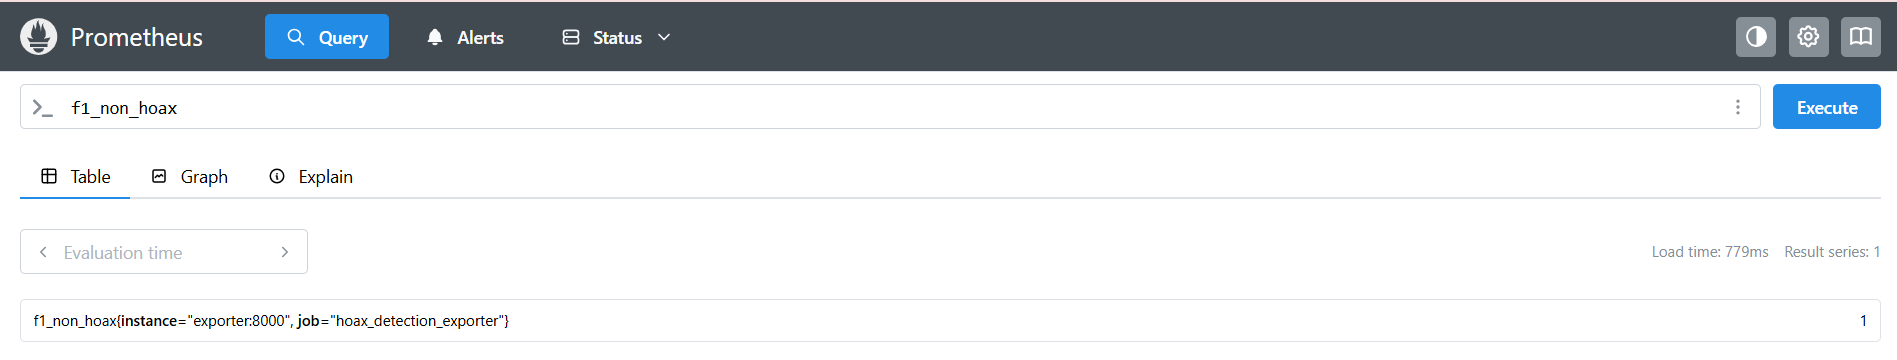 Prometheus Query Alerts Status
f1_non_hoax Execute
Table Graph Explain
Evaluation time Load time: 779ms Result series: 1
f1_non_hoax{instance="exporter:8000", job="hoax_detection_exporter"} 1